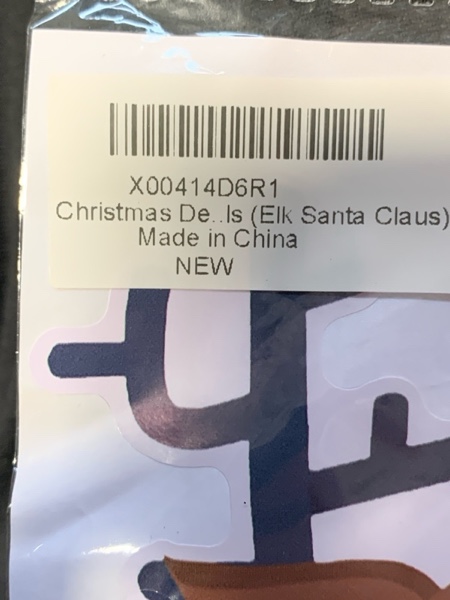 X00414D6R1
Christmas De..ls (Elk Santa Claus)
Made in China
NEW